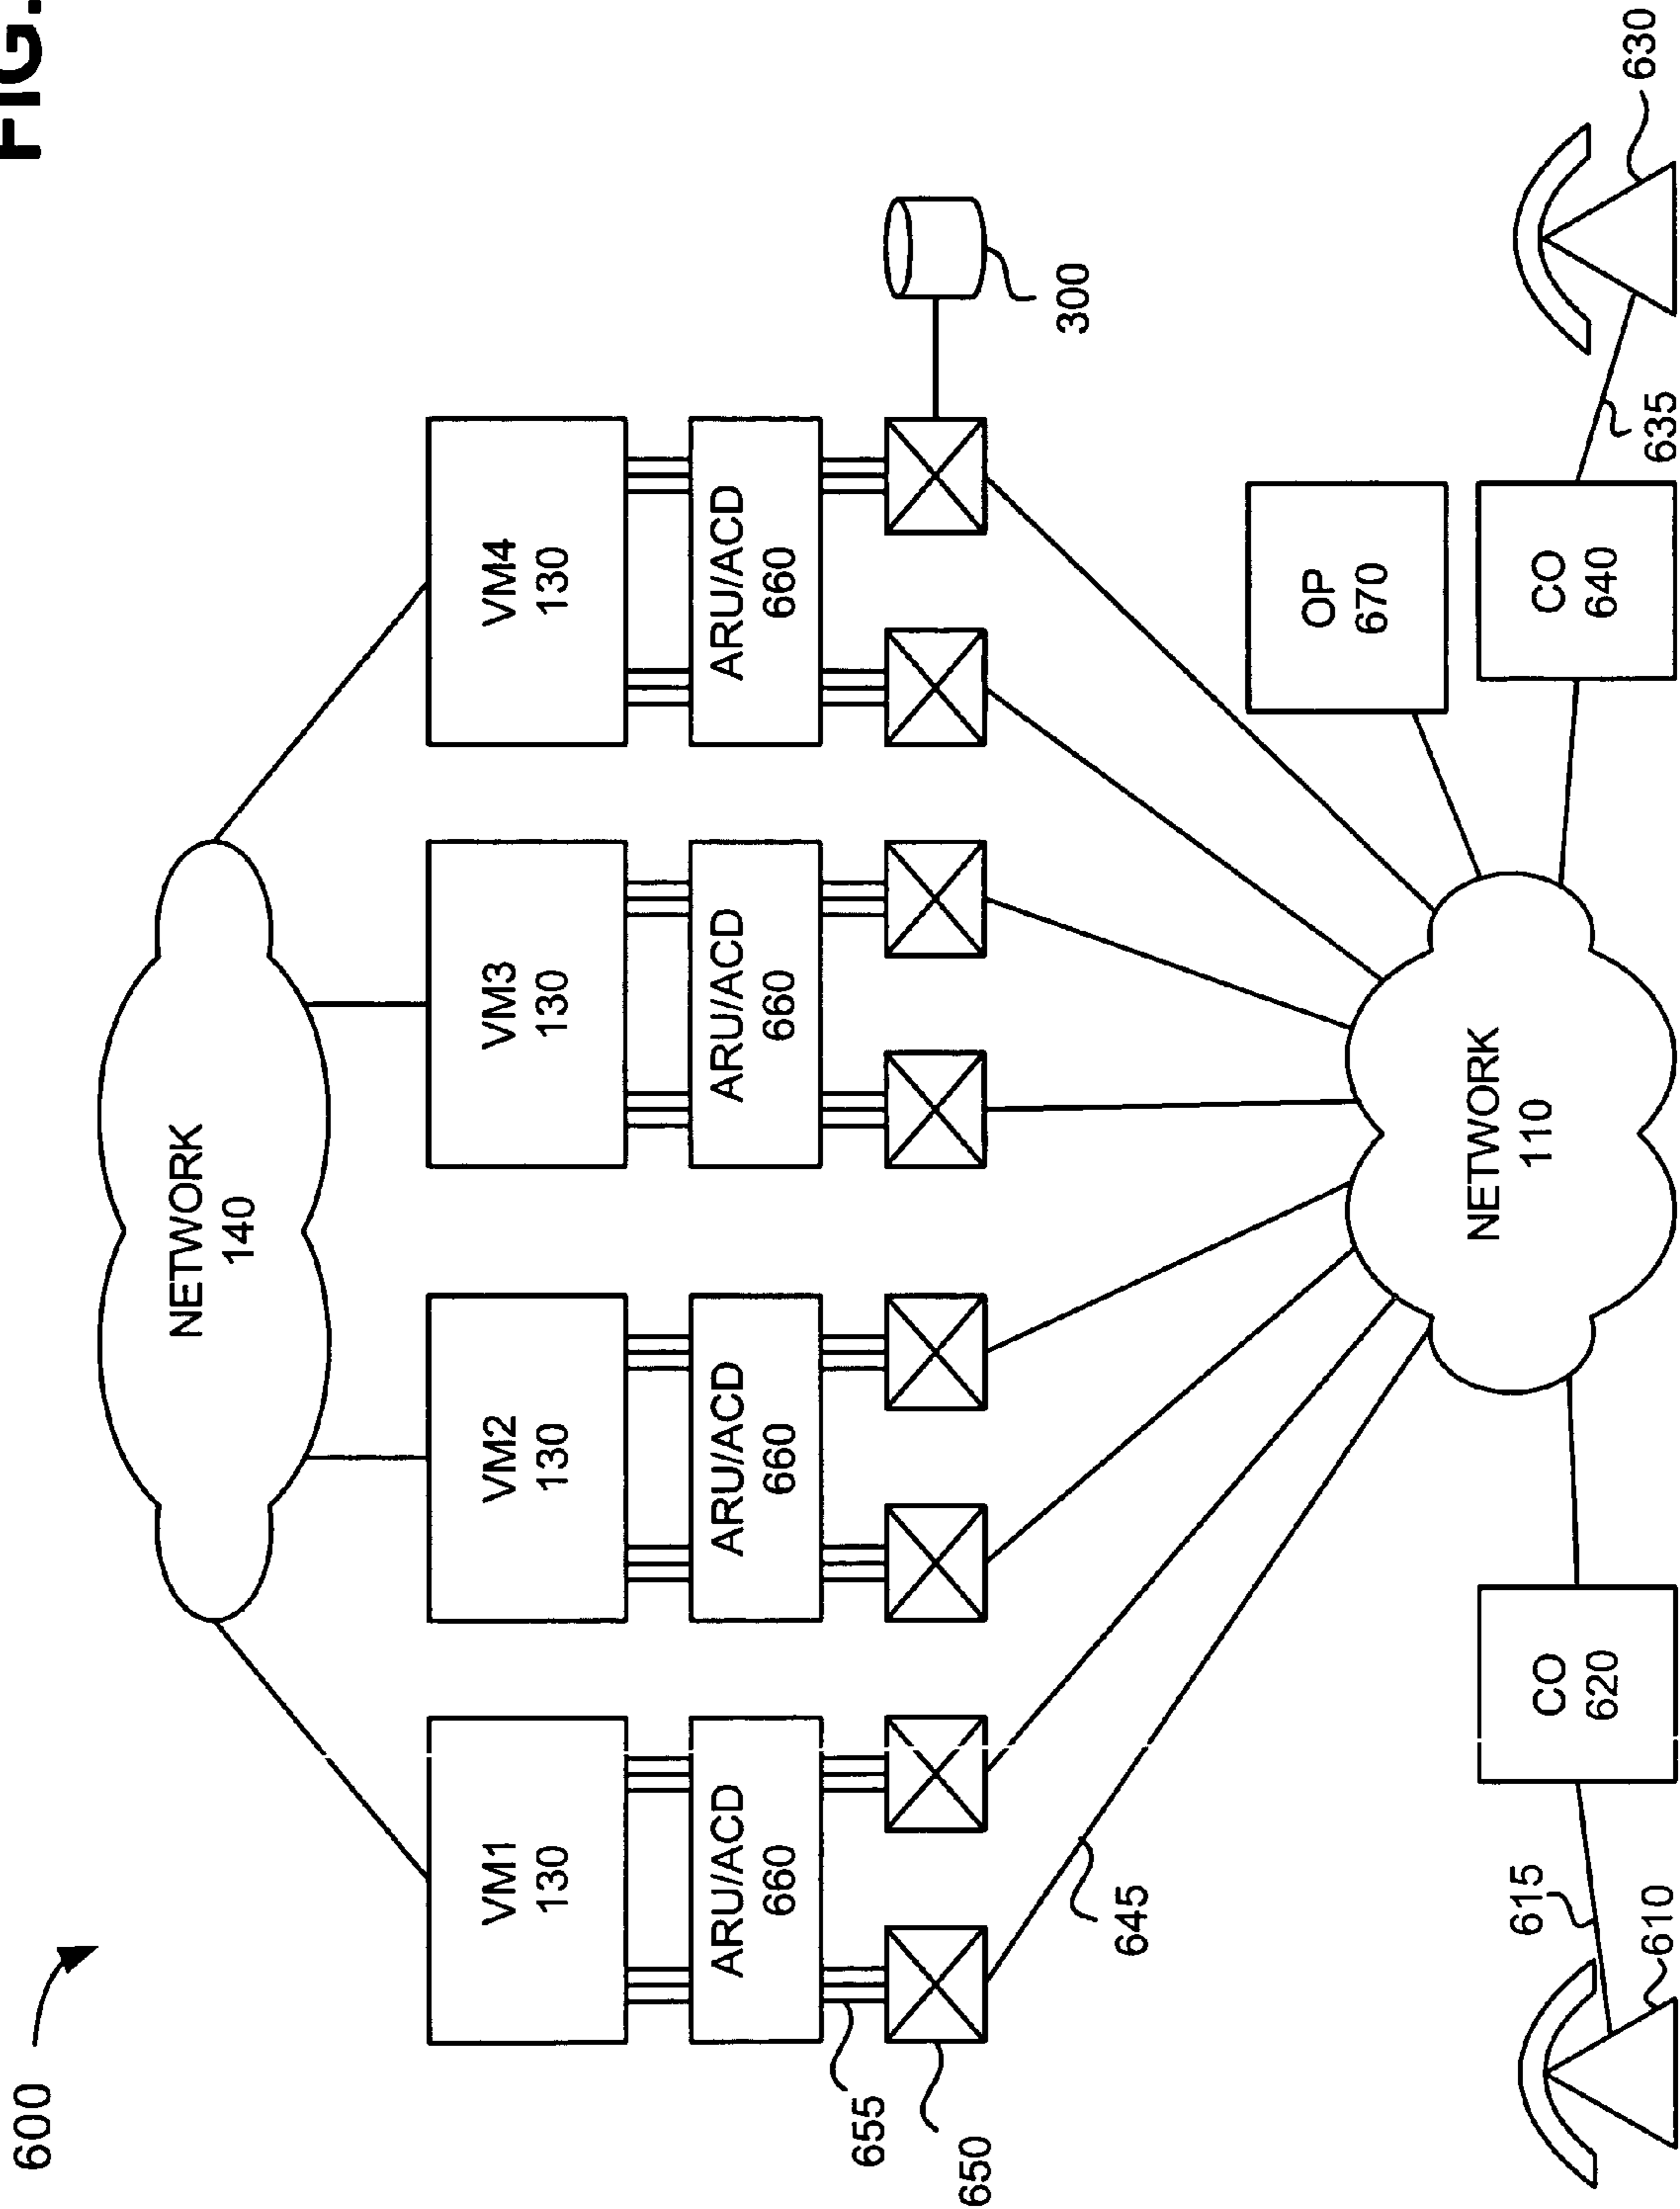 FIG.
600
NETWORK
140
VM1
130
VM2
130
VM3
130
VM4
130
ARU/ACD
660
ARU/ACD
660
ARU/ACD
660
ARU/ACD
660
655
650
300
645
NETWORK
110
OP
670
615
610
CO
620
CO
640
635
630